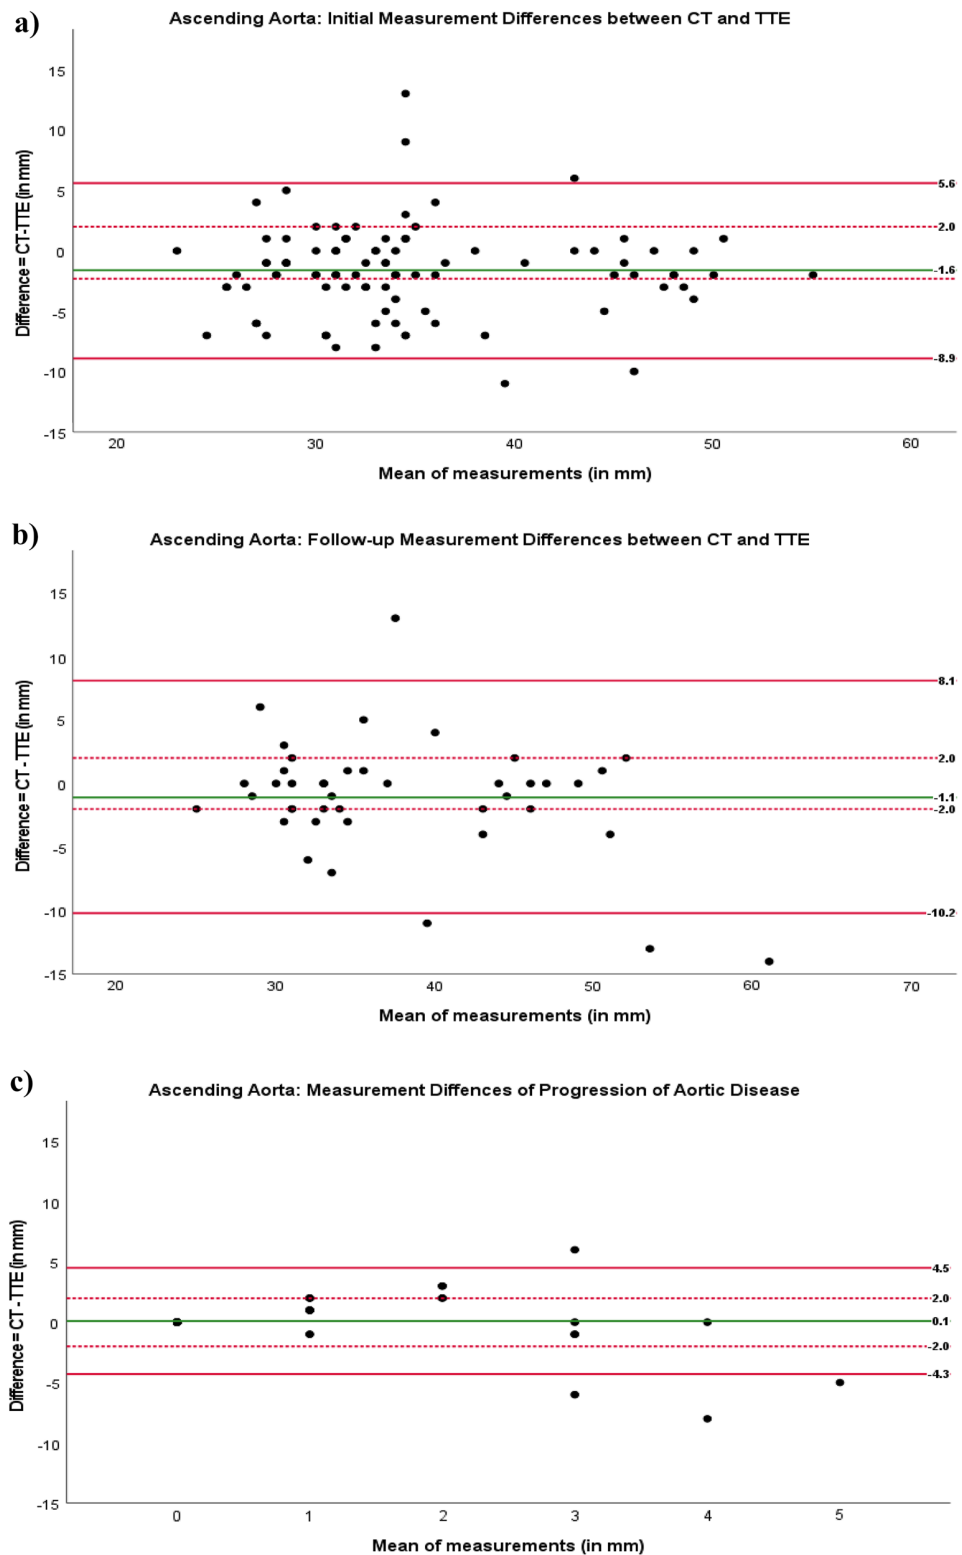 a)
Ascending Aorta: Initial Measurement Differences between CT and TTE
Difference = CT-TTE (in mm)
15
10
5
0
-5
-10
-15
5.6
2.0
-1.6
-8.9
20 30 40 50 60
Mean of measurements (in mm)
b)
Ascending Aorta: Follow-up Measurement Differences between CT and TTE
Difference = CT - TTE (in mm)
15
10
5
0
-5
-10
-15
8.1
2.0
-1.1
-2.0
-10.2
20 30 40 50 60 70
Mean of measurements (in mm)
c)
Ascending Aorta: Measurement Diffences of Progression of Aortic Disease
Difference = CT - TTE (in mm)
15
10
5
0
-5
-10
-15
4.5
2.0
0.1
-2.0
-4.3
0 1 2 3 4 5
Mean of measurements (in mm)